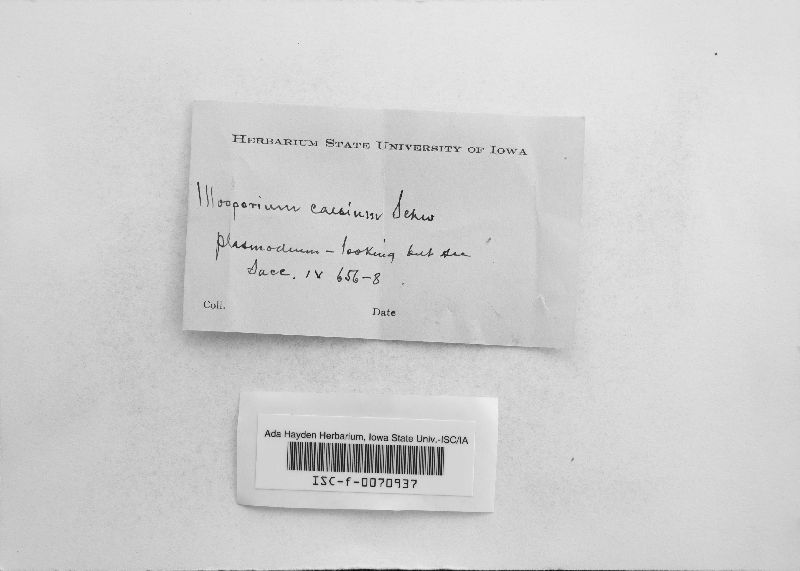 HERBARIUM STATE UNIVERSITY OF IOWA
Illosporium caesium Schw
plasmodium – looking but see
Sacc. IV 656–8.
Coll.
Date
Ada Hayden Herbarium, Iowa State Univ.-ISC/IA
ISC-f-0070937